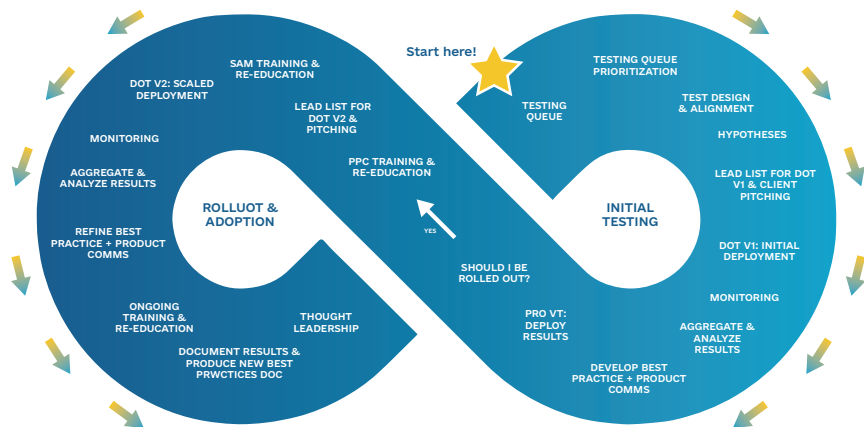 Start here!
TESTING
QUEUE
TESTING QUEUE
PRIORITIZATION
TEST DESIGN
& ALIGNMENT
HYPOTHESES
LEAD LIST FOR DOT
V1 & CLIENT
PITCHING
DOT V1: INITIAL
DEPLOYMENT
MONITORING
AGGREGATE &
ANALYZE
RESULTS
DEVELOP BEST
PRACTICE + PRODUCT
COMMS
PRO VT:
DEPLOY
RESULTS
INITIAL
TESTING
SHOULD I BE
ROLLED OUT?
YES
PPC TRAINING &
RE-EDUCATION
LEAD LIST FOR
DOT V2 &
PITCHING
SAM TRAINING &
RE-EDUCATION
DOT V2: SCALED
DEPLOYMENT
MONITORING
AGGREGATE &
ANALYZE RESULTS
REFINE BEST
PRACTICE + PRODUCT
COMMS
ONGOING
TRAINING &
RE-EDUCATION
DOCUMENT RESULTS &
PRODUCE NEW BEST
PRWCTICES DOC
THOUGHT
LEADERSHIP
ROLLUOT &
ADOPTION